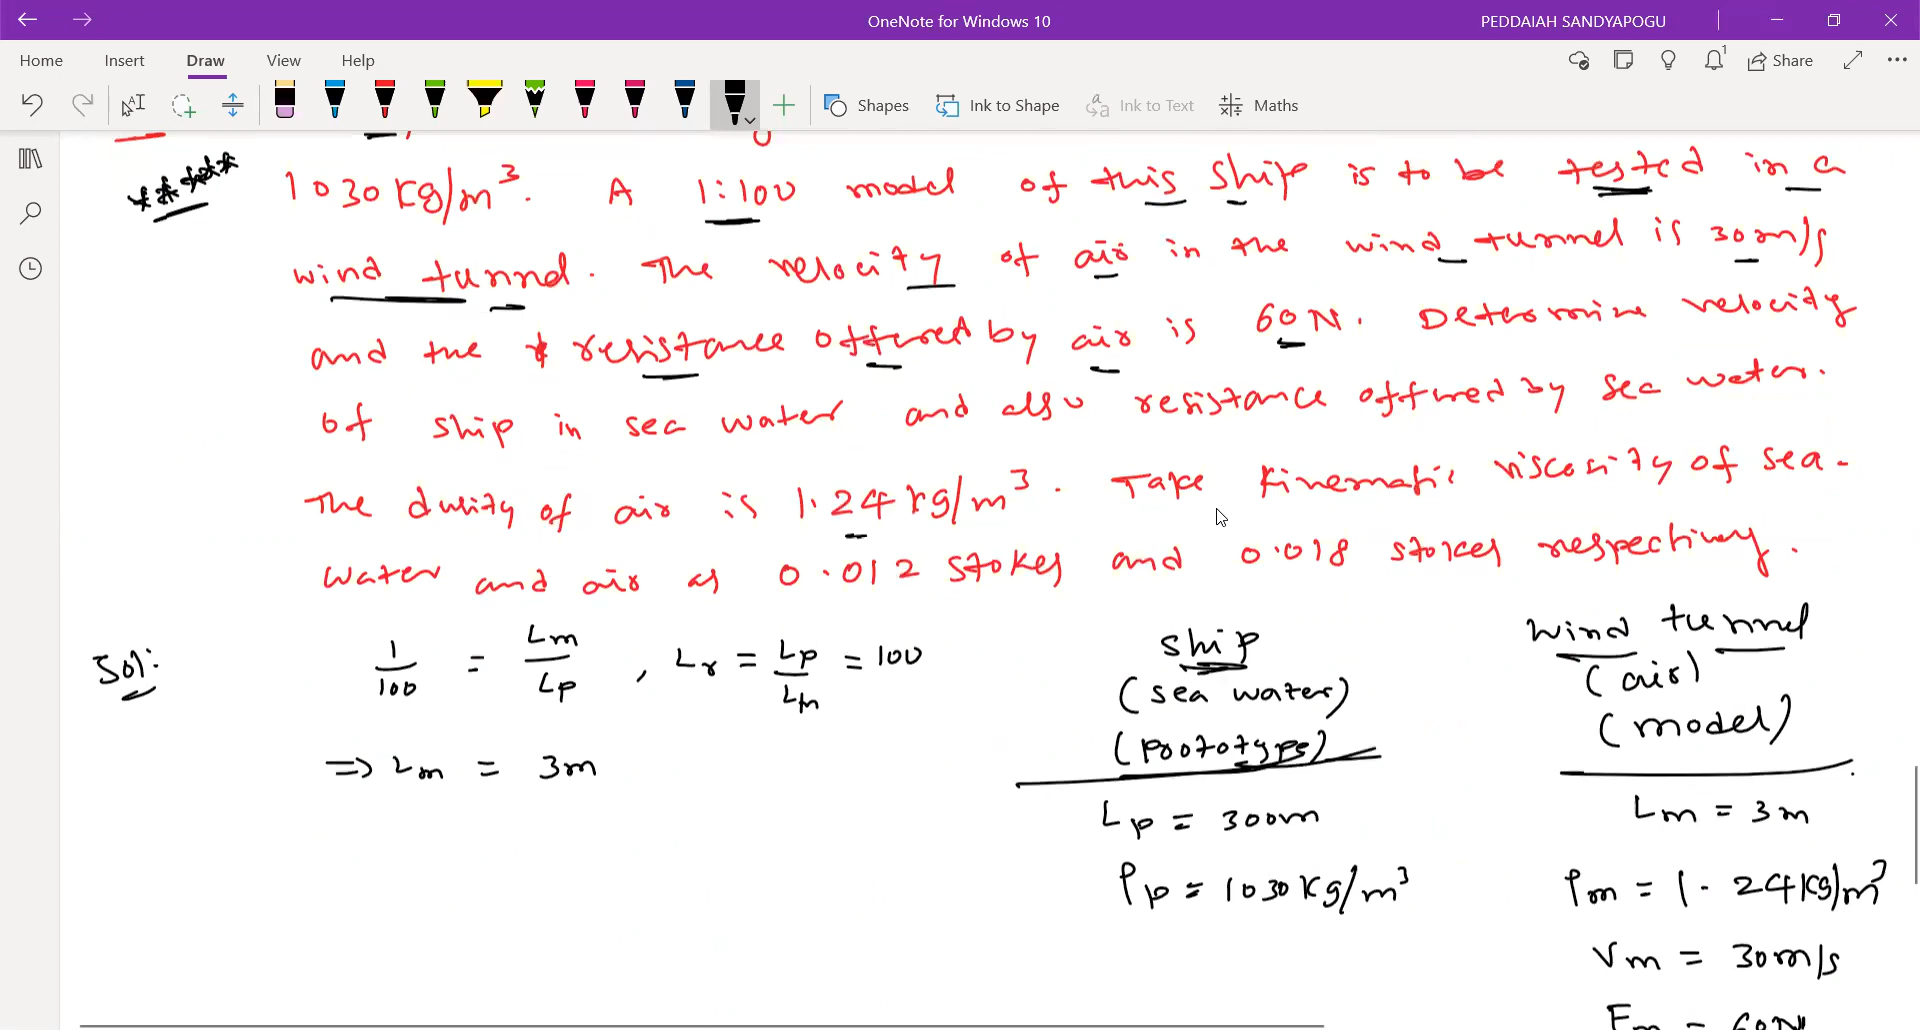 OneNote for Windows 10
PEDDAIAH SANDYAPOGU
Home Insert Draw View Help
Share
Shapes Ink to Shape Ink to Text Maths
1030 kg/m³. A 1:100 model of this ship is to be tested in a
wind tunnel. The velocity of air in the wind tunnel is 30m/s
and the resistance offered by air is 60N. Determine velocity
of ship in sea water and also resistance offered by sea water.
The density of air is 1.24 kg/m³. Take kinematic viscosity of sea-
water and air as 0.012 stokes and 0.018 stokes respectively.
Sol:
1/100 = Lm/Lp , Lr = Lp/Lm = 100
⇒ Lm = 3m
ship
(sea water)
(prototype)
Lp = 300m
ρp = 1030 kg/m³
wind tunnel
(air)
(model)
Lm = 3m
ρm = 1.24 kg/m³
Vm = 30m/s
Fm = 60N